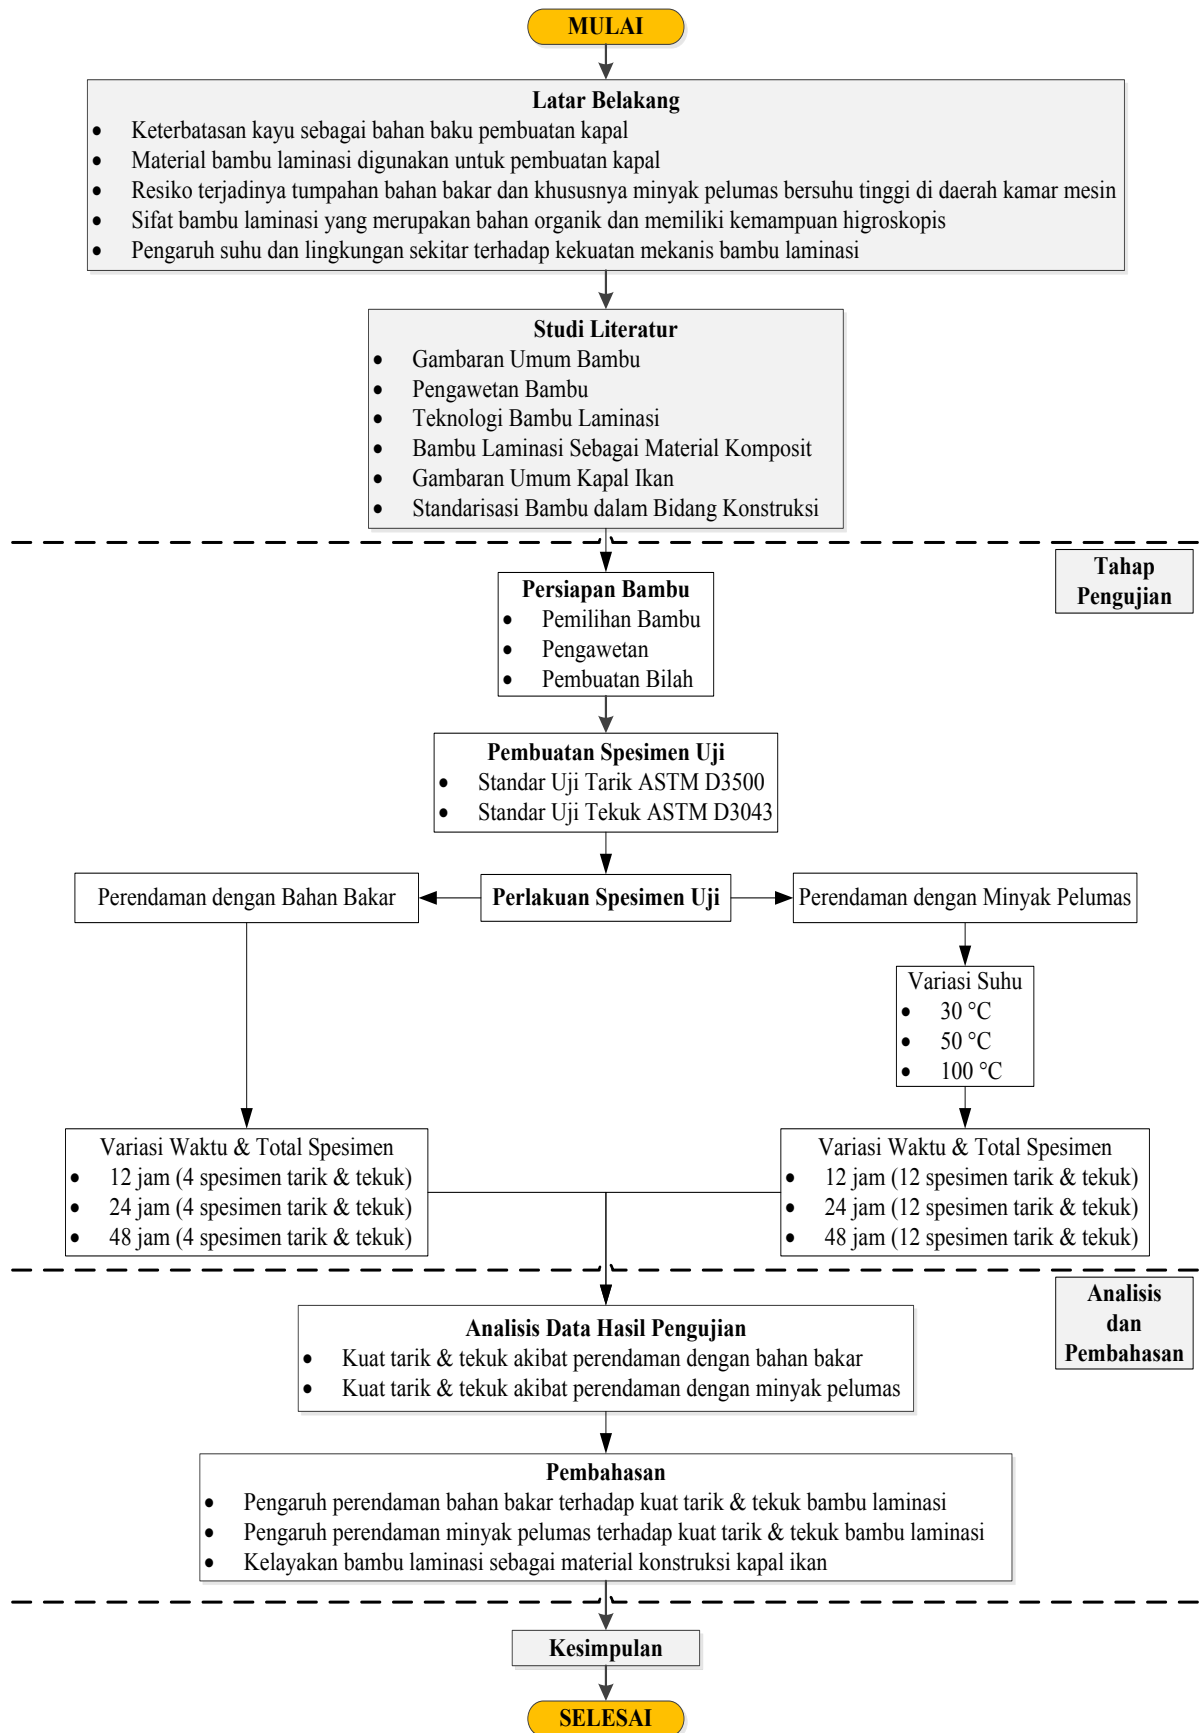 MULAI
Latar Belakang
• Keterbatasan kayu sebagai bahan baku pembuatan kapal
• Material bambu laminasi digunakan untuk pembuatan kapal
• Resiko terjadinya tumpahan bahan bakar dan khususnya minyak pelumas bersuhu tinggi di daerah kamar mesin
• Sifat bambu laminasi yang merupakan bahan organik dan memiliki kemampuan higroskopis
• Pengaruh suhu dan lingkungan sekitar terhadap kekuatan mekanis bambu laminasi
Studi Literatur
• Gambaran Umum Bambu
• Pengawetan Bambu
• Teknologi Bambu Laminasi
• Bambu Laminasi Sebagai Material Komposit
• Gambaran Umum Kapal Ikan
• Standarisasi Bambu dalam Bidang Konstruksi
Tahap
Pengujian
Persiapan Bambu
• Pemilihan Bambu
• Pengawetan
• Pembuatan Bilah
Pembuatan Spesimen Uji
• Standar Uji Tarik ASTM D3500
• Standar Uji Tekuk ASTM D3043
Perendaman dengan Bahan Bakar
Perlakuan Spesimen Uji
Perendaman dengan Minyak Pelumas
Variasi Suhu
• 30 °C
• 50 °C
• 100 °C
Variasi Waktu & Total Spesimen
• 12 jam (4 spesimen tarik & tekuk)
• 24 jam (4 spesimen tarik & tekuk)
• 48 jam (4 spesimen tarik & tekuk)
Variasi Waktu & Total Spesimen
• 12 jam (12 spesimen tarik & tekuk)
• 24 jam (12 spesimen tarik & tekuk)
• 48 jam (12 spesimen tarik & tekuk)
Analisis
dan
Pembahasan
Analisis Data Hasil Pengujian
• Kuat tarik & tekuk akibat perendaman dengan bahan bakar
• Kuat tarik & tekuk akibat perendaman dengan minyak pelumas
Pembahasan
• Pengaruh perendaman bahan bakar terhadap kuat tarik & tekuk bambu laminasi
• Pengaruh perendaman minyak pelumas terhadap kuat tarik & tekuk bambu laminasi
• Kelayakan bambu laminasi sebagai material konstruksi kapal ikan
Kesimpulan
SELESAI